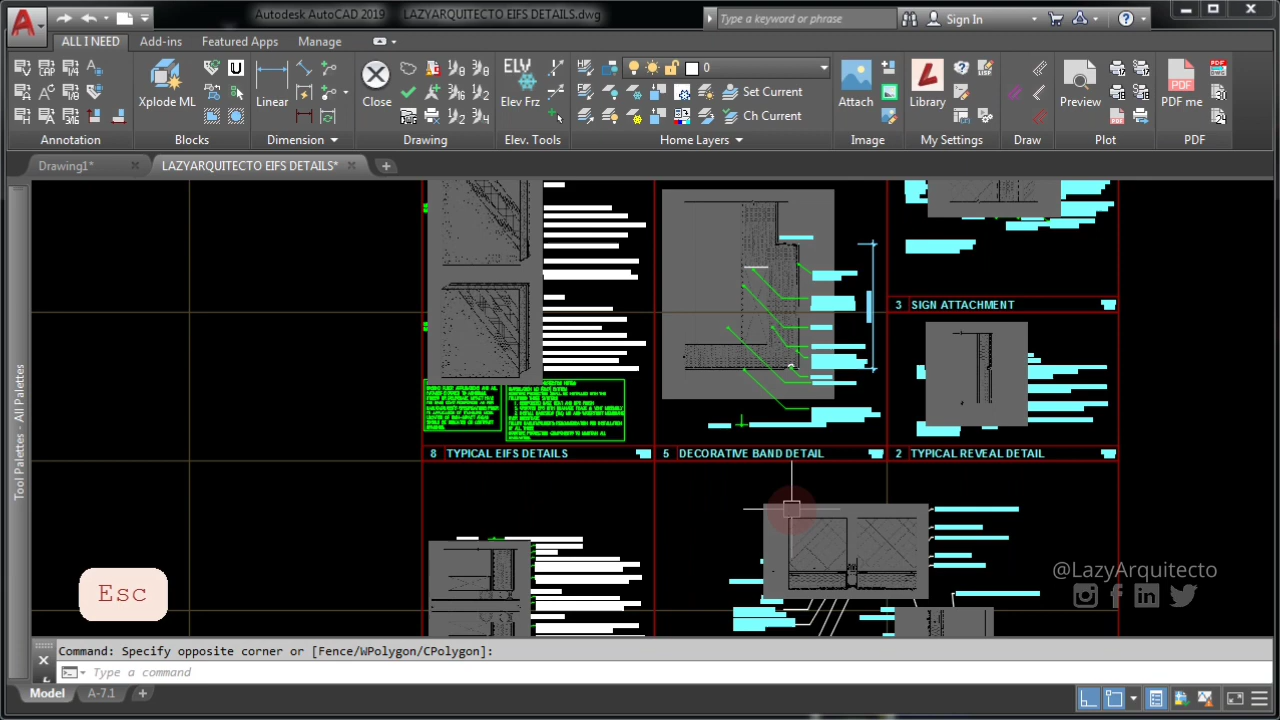 Autodesk AutoCAD 2019 LAZYARQUITECTO EIFS DETAILS.dwg
Type a keyword or phrase
Sign In
ALL I NEED
Add-ins
Featured Apps
Manage
Xplode ML
Linear
Close
ELV
Elev Frz
0
Set Current
Ch Current
Attach
Library
Preview
PDF me
Annotation
Blocks
Dimension
Drawing
Elev. Tools
Home Layers
Image
My Settings
Draw
Plot
PDF
Drawing1*
LAZYARQUITECTO EIFS DETAILS*
Tool Palettes - All Palettes
3 SIGN ATTACHMENT
8 TYPICAL EIFS DETAILS
5 DECORATIVE BAND DETAIL
2 TYPICAL REVEAL DETAIL
Esc
@LazyArquitecto
Command: Specify opposite corner or [Fence/WPolygon/CPolygon]:
Type a command
Model
A-7.1